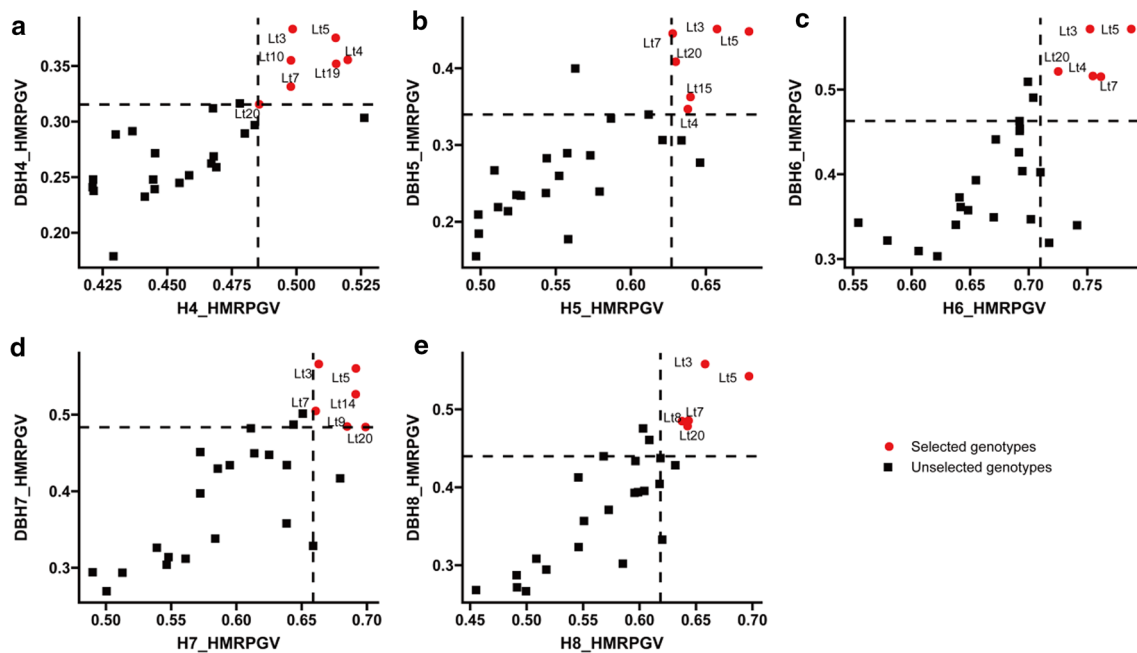 a
DBH4_HMRPGV
0.35
0.30
0.25
0.20
Lt3
Lt5
Lt10
Lt4
Lt19
Lt7
Lt20
0.425
0.450
0.475
0.500
0.525
H4_HMRPGV
b
DBH5_HMRPGV
0.4
0.3
0.2
Lt3
Lt7
Lt5
Lt20
Lt15
Lt4
0.50
0.55
0.60
0.65
H5_HMRPGV
c
DBH6_HMRPGV
0.5
0.4
0.3
Lt3
Lt5
Lt20
Lt4
Lt7
0.55
0.60
0.65
0.70
0.75
H6_HMRPGV
d
DBH7_HMRPGV
0.5
0.4
0.3
Lt3
Lt5
Lt7
Lt14
Lt9
Lt20
0.50
0.55
0.60
0.65
0.70
H7_HMRPGV
e
DBH8_HMRPGV
0.5
0.4
0.3
Lt3
Lt5
Lt8
Lt7
Lt20
0.45
0.50
0.55
0.60
0.65
0.70
H8_HMRPGV
Selected genotypes
Unselected genotypes